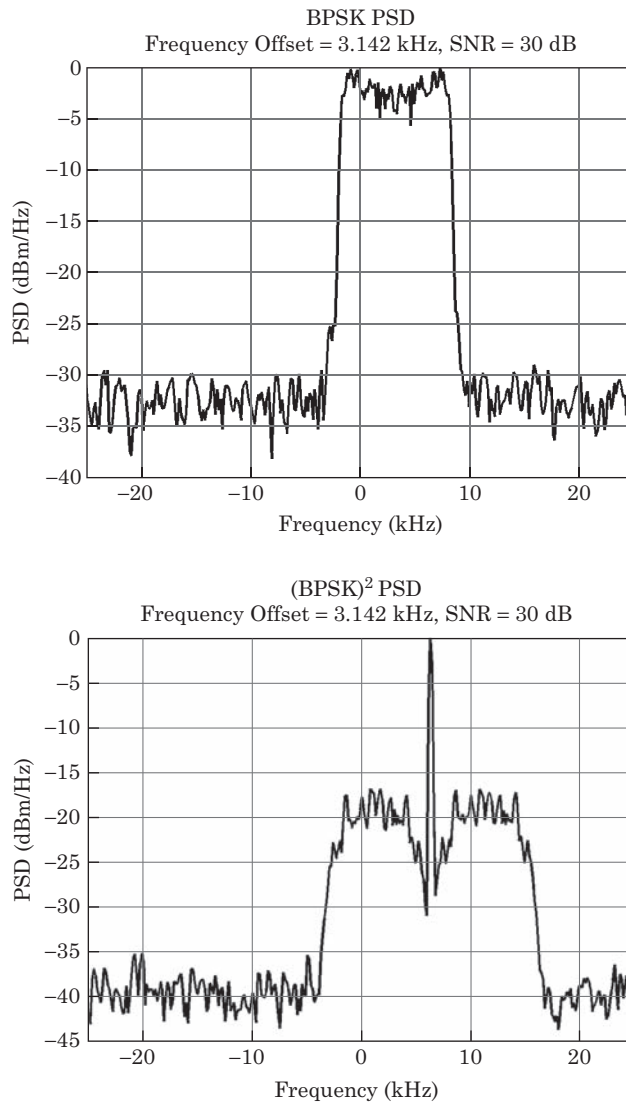 BPSK PSD
Frequency Offset = 3.142 kHz, SNR = 30 dB
0
−5
−10
−15
−20
−25
−30
−35
−40
PSD (dBm/Hz)
−20 −10 0 10 20
Frequency (kHz)
(BPSK)² PSD
Frequency Offset = 3.142 kHz, SNR = 30 dB
0
−5
−10
−15
−20
−25
−30
−35
−40
−45
PSD (dBm/Hz)
−20 −10 0 10 20
Frequency (kHz)